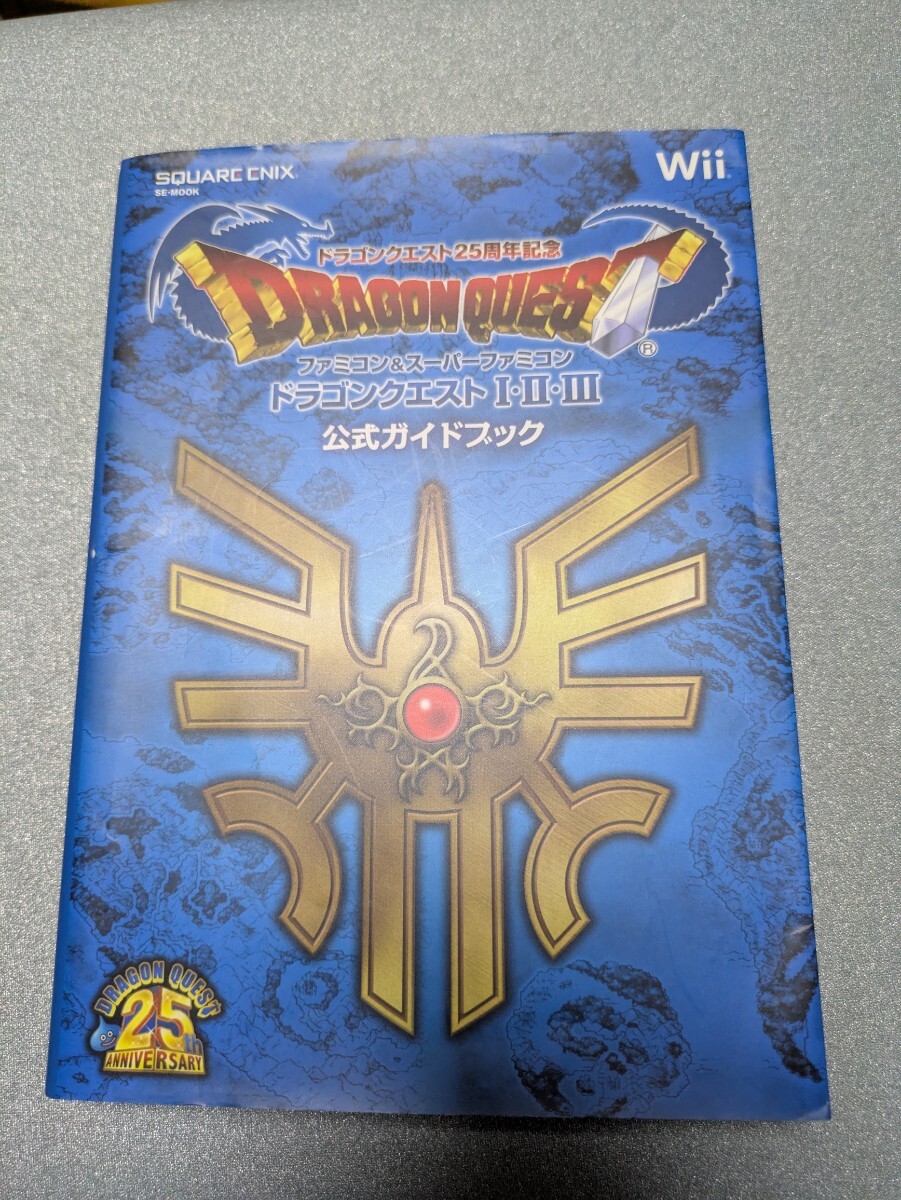 SQUARE ENIX
SE-MOOK
Wii
ドラゴンクエスト25周年記念
DRAGON QUEST
®
ファミコン&スーパーファミコン
ドラゴンクエスト I・II・III
公式ガイドブック
DRAGON QUEST
25th
ANNIVERSARY